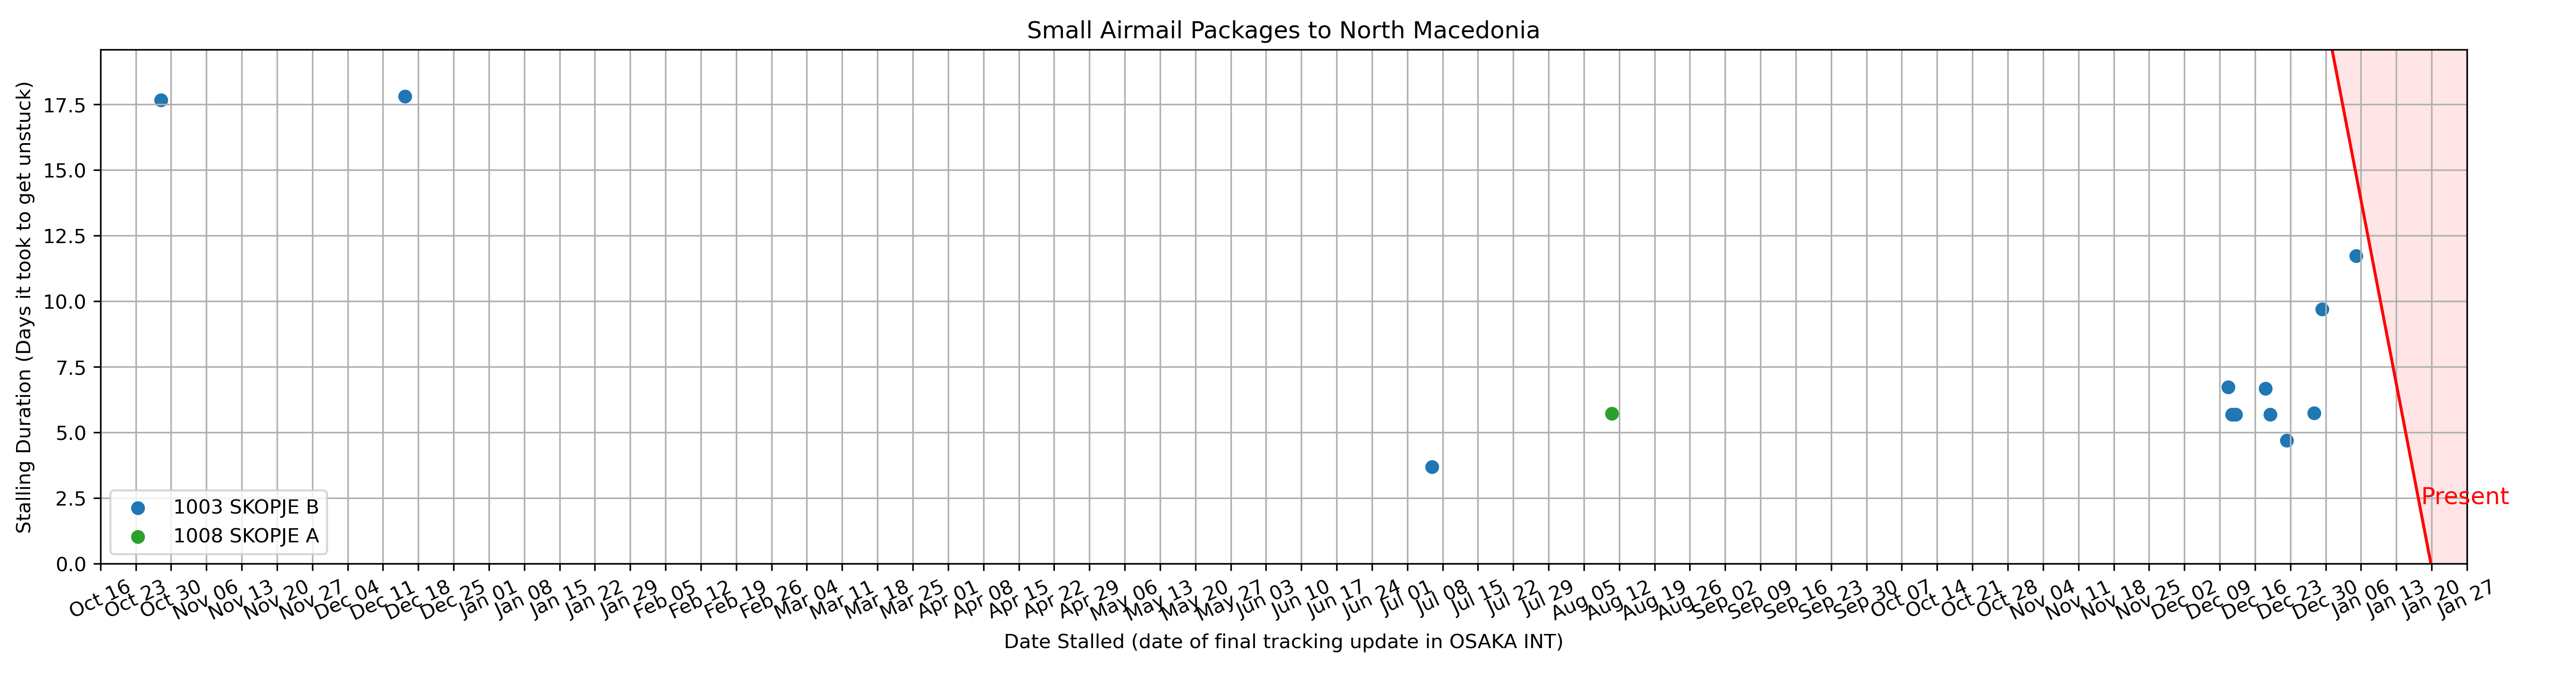 Small Airmail Packages to North Macedonia
Stalling Duration (Days it took to get unstuck)
17.5
15.0
12.5
10.0
7.5
5.0
2.5
0.0
Present
1003 SKOPJE B
1008 SKOPJE A
Oct 16
Oct 23
Oct 30
Nov 06
Nov 13
Nov 20
Nov 27
Dec 04
Dec 11
Dec 18
Dec 25
Jan 01
Jan 08
Jan 15
Jan 22
Jan 29
Feb 05
Feb 12
Feb 19
Feb 26
Mar 04
Mar 11
Mar 18
Mar 25
Apr 01
Apr 08
Apr 15
Apr 22
Apr 29
May 06
May 13
May 20
May 27
Jun 03
Jun 10
Jun 17
Jun 24
Jul 01
Jul 08
Jul 15
Jul 22
Jul 29
Aug 05
Aug 12
Aug 19
Aug 26
Sep 02
Sep 09
Sep 16
Sep 23
Sep 30
Oct 07
Oct 14
Oct 21
Oct 28
Nov 04
Nov 11
Nov 18
Nov 25
Dec 02
Dec 09
Dec 16
Dec 23
Dec 30
Jan 06
Jan 13
Jan 20
Jan 27
Date Stalled (date of final tracking update in OSAKA INT)